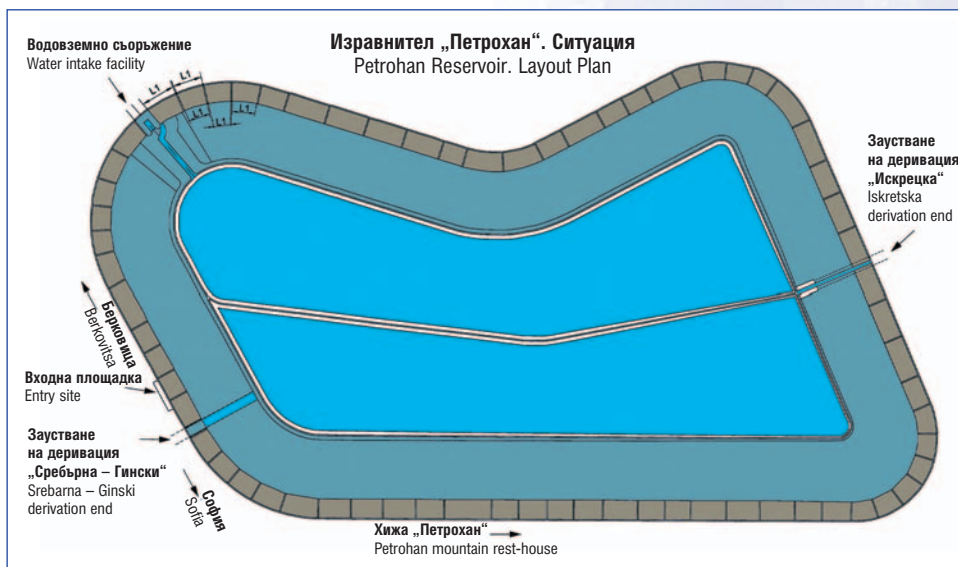 Изравнител „Петрохан“. Ситуация
Petrohan Reservoir. Layout Plan
Водовземно съоръжение
Water intake facility
L1
L1
L1
L1
L1
Заустване
на деривация
„Искрецка“
Iskretska
derivation end
Берковица
Berkovitsa
Входна площадка
Entry site
Заустване
на деривация
„Сребърна – Гински“
Srebarna – Ginski
derivation end
София
Sofia
Хижа „Петрохан“
Petrohan mountain rest-house